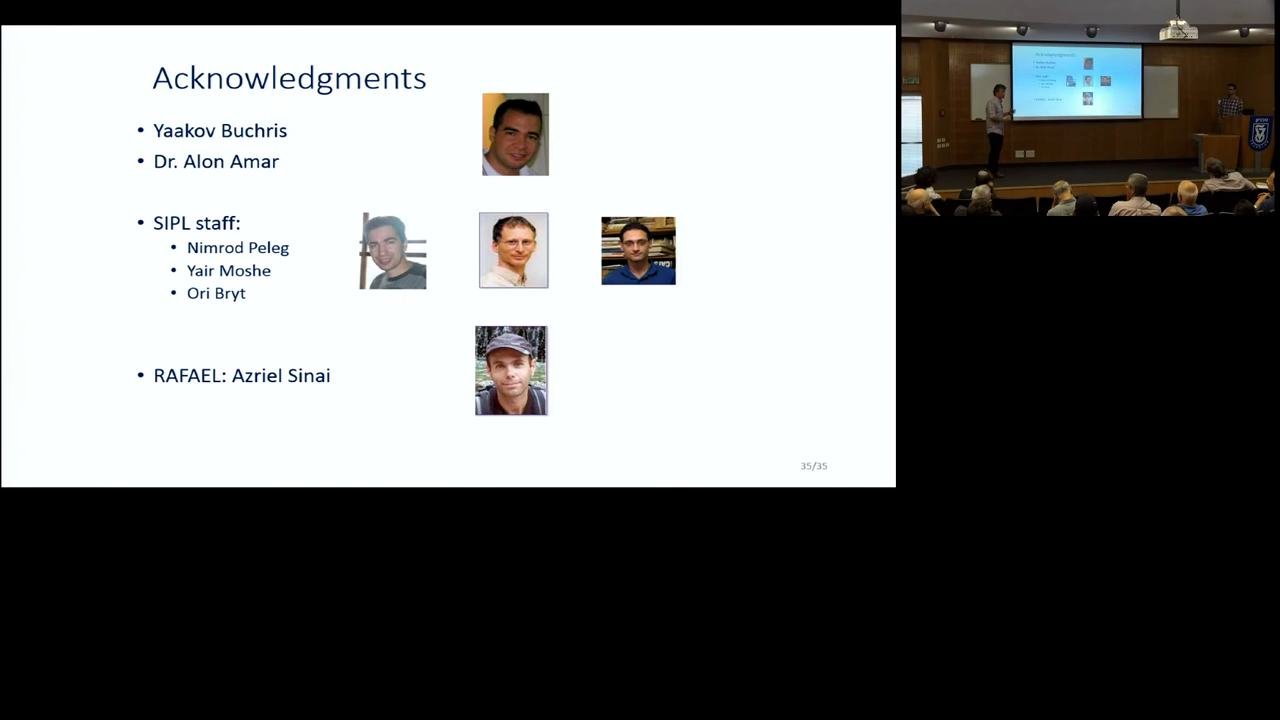 Acknowledgments
• Yaakov Buchris
• Dr. Alon Amar
• SIPL staff:
• Nimrod Peleg
• Yair Moshe
• Ori Bryt
• RAFAEL: Azriel Sinai
35/35
Acknowledgments